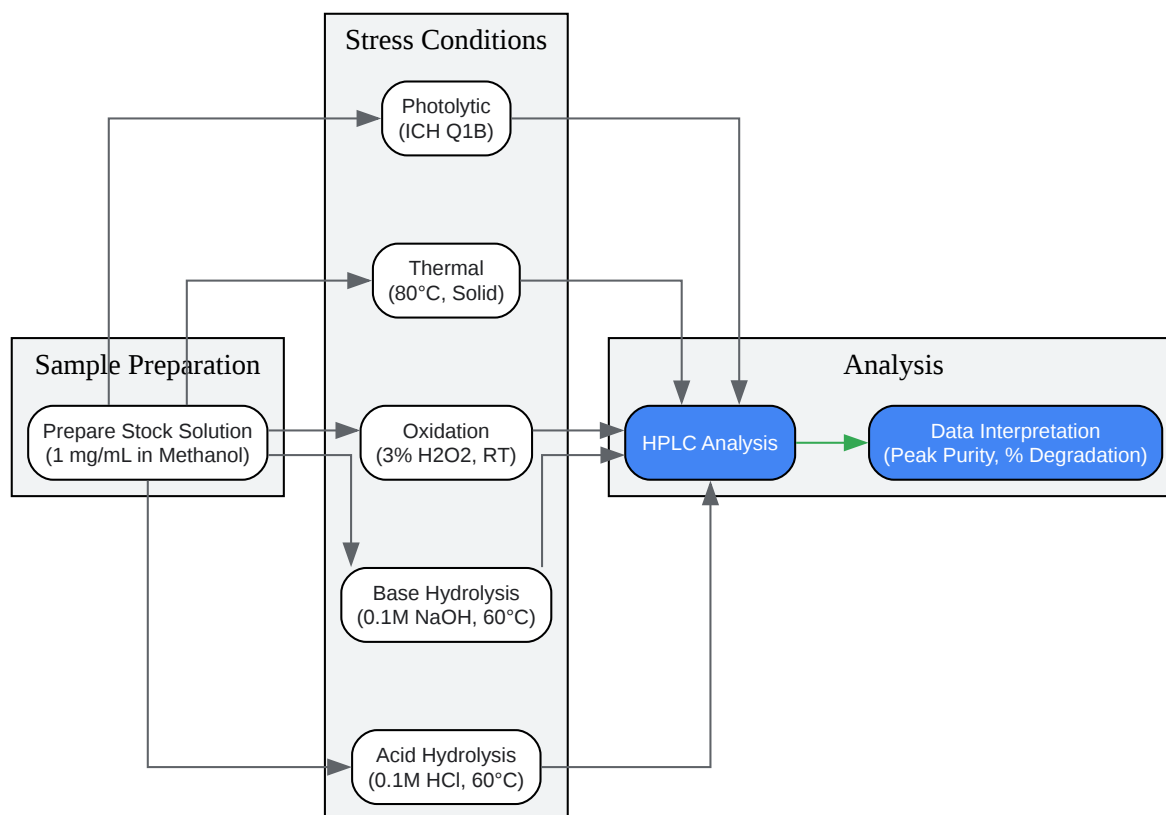 Stress Conditions
Photolytic
(ICH Q1B)
Thermal
(80°C, Solid)
Sample Preparation
Prepare Stock Solution
(1 mg/mL in Methanol)
Oxidation
(3% H2O2, RT)
Base Hydrolysis
(0.1M NaOH, 60°C)
Acid Hydrolysis
(0.1M HCl, 60°C)
Analysis
HPLC Analysis
Data Interpretation
(Peak Purity, % Degradation)